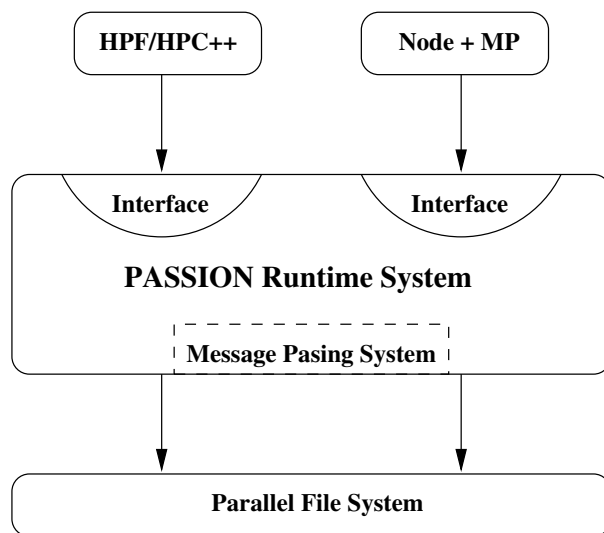 HPF/HPC++
Node + MP
Interface
Interface
PASSION Runtime System
Message Pasing System
Parallel File System